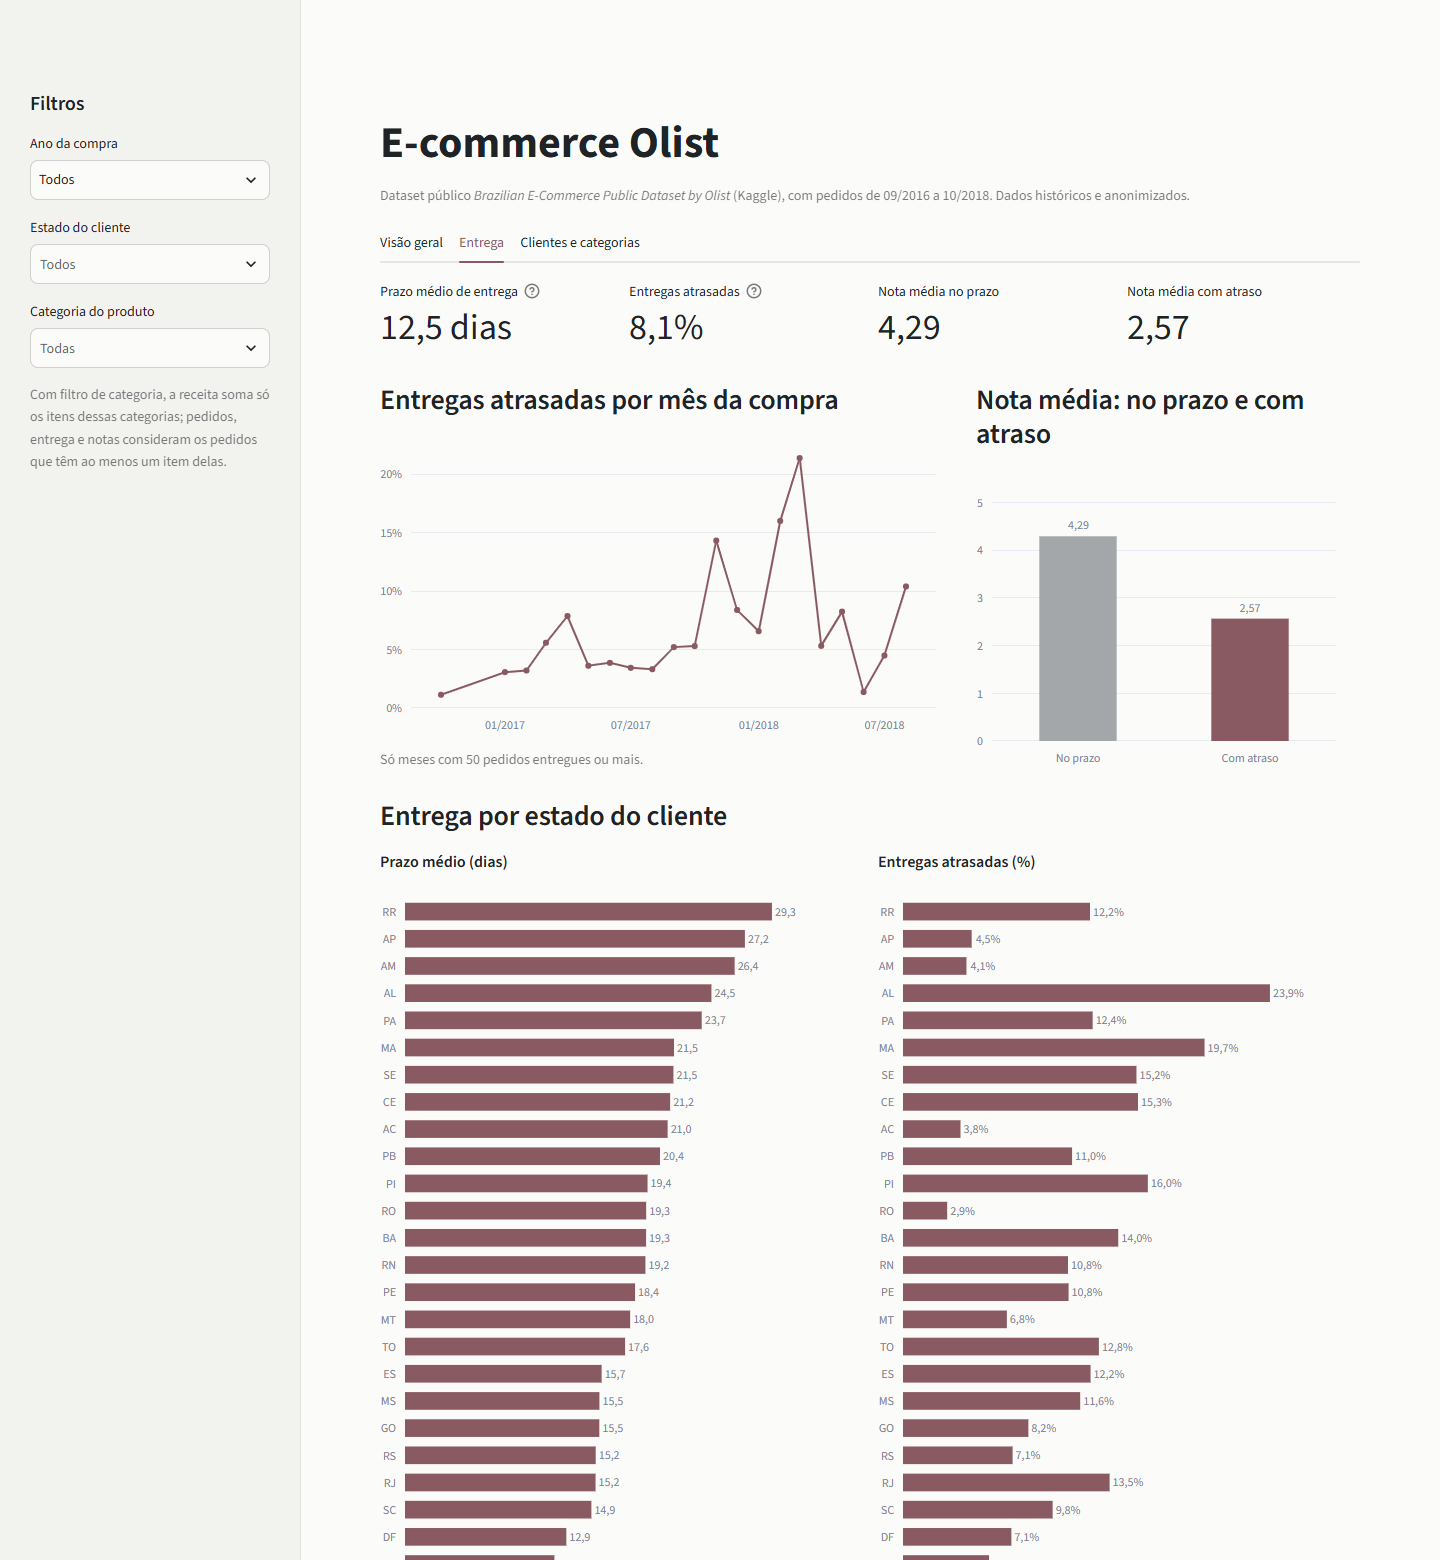 Filtros
Ano da compra
Todos
Estado do cliente
Todos
Categoria do produto
Todas
Com filtro de categoria, a receita soma só
os itens dessas categorias; pedidos,
entrega e notas consideram os pedidos
que têm ao menos um item delas.
E-commerce Olist
Dataset público Brazilian E-Commerce Public Dataset by Olist (Kaggle), com pedidos de 09/2016 a 10/2018. Dados históricos e anonimizados.
Visão geral Entrega Clientes e categorias
Prazo médio de entrega
12,5 dias
Entregas atrasadas
8,1%
Nota média no prazo
4,29
Nota média com atraso
2,57
Entregas atrasadas por mês da compra
20%
15%
10%
5%
0%
01/2017 07/2017 01/2018 07/2018
Só meses com 50 pedidos entregues ou mais.
Nota média: no prazo e com
atraso
5
4
3
2
1
0
4,29
2,57
No prazo Com atraso
Entrega por estado do cliente
Prazo médio (dias)
RR 29,3
AP 27,2
AM 26,4
AL 24,5
PA 23,7
MA 21,5
SE 21,5
CE 21,2
AC 21,0
PB 20,4
PI 19,4
RO 19,3
BA 19,3
RN 19,2
PE 18,4
MT 18,0
TO 17,6
ES 15,7
MS 15,5
GO 15,5
RS 15,2
RJ 15,2
SC 14,9
DF 12,9
Entregas atrasadas (%)
RR 12,2%
AP 4,5%
AM 4,1%
AL 23,9%
PA 12,4%
MA 19,7%
SE 15,2%
CE 15,3%
AC 3,8%
PB 11,0%
PI 16,0%
RO 2,9%
BA 14,0%
RN 10,8%
PE 10,8%
MT 6,8%
TO 12,8%
ES 12,2%
MS 11,6%
GO 8,2%
RS 7,1%
RJ 13,5%
SC 9,8%
DF 7,1%